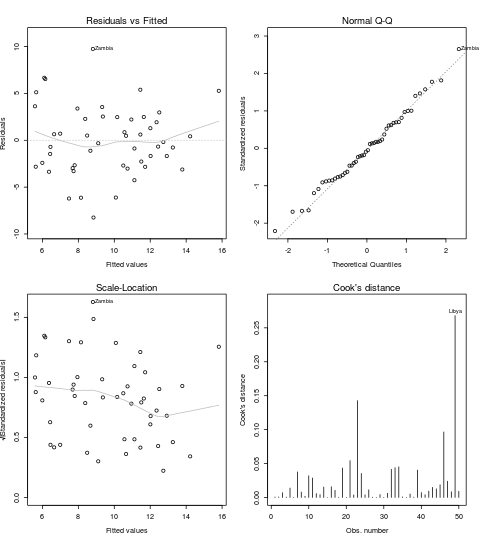 Residuals vs Fitted
Residuals
10
5
0
-5
-10
Zambia
6 8 10 12 14 16
Fitted values
Normal Q-Q
Standardized residuals
3
2
1
0
-1
-2
Zambia
-2 -1 0 1 2
Theoretical Quantiles
Scale-Location
√|Standardized residuals|
1.5
1.0
0.5
0.0
Zambia
6 8 10 12 14 16
Fitted values
Cook's distance
Cook's distance
0.25
0.20
0.15
0.10
0.05
0.00
Libya
0 10 20 30 40 50
Obs. number